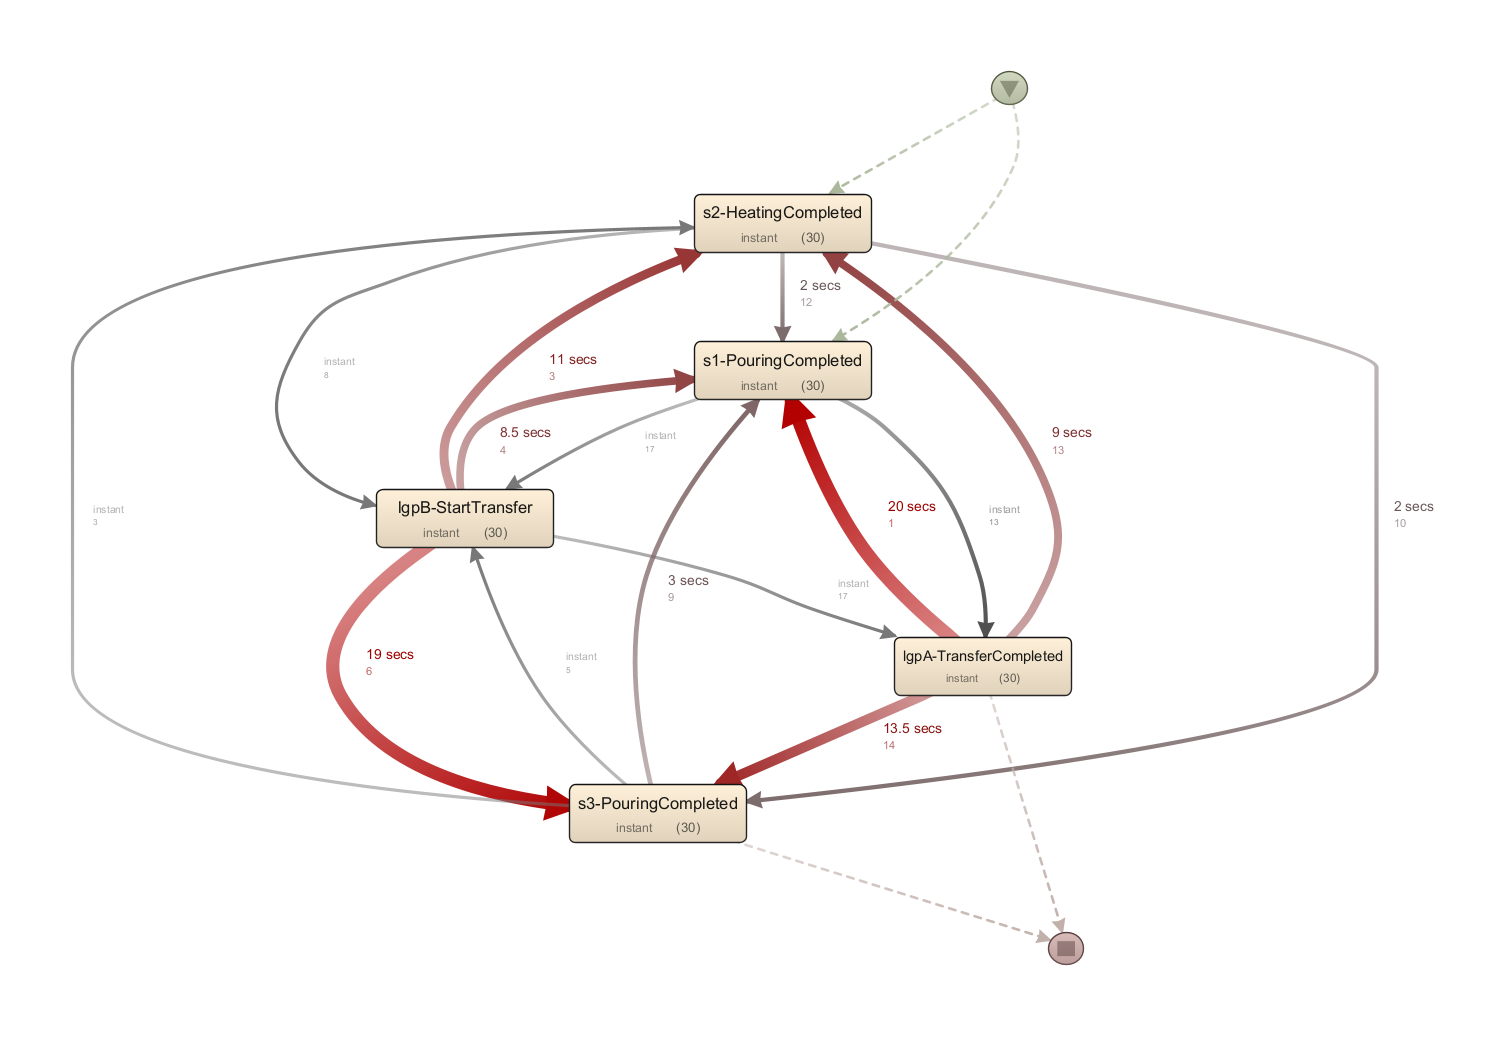 s2-HeatingCompleted
instant (30)
2 secs
12
s1-PouringCompleted
instant (30)
instant
8
11 secs
3
8.5 secs
4
instant
17
9 secs
13
lgpB-StartTransfer
instant (30)
20 secs
1
instant
13
instant
3
2 secs
10
3 secs
9
instant
17
19 secs
6
instant
5
lgpA-TransferCompleted
instant (30)
13.5 secs
14
s3-PouringCompleted
instant (30)